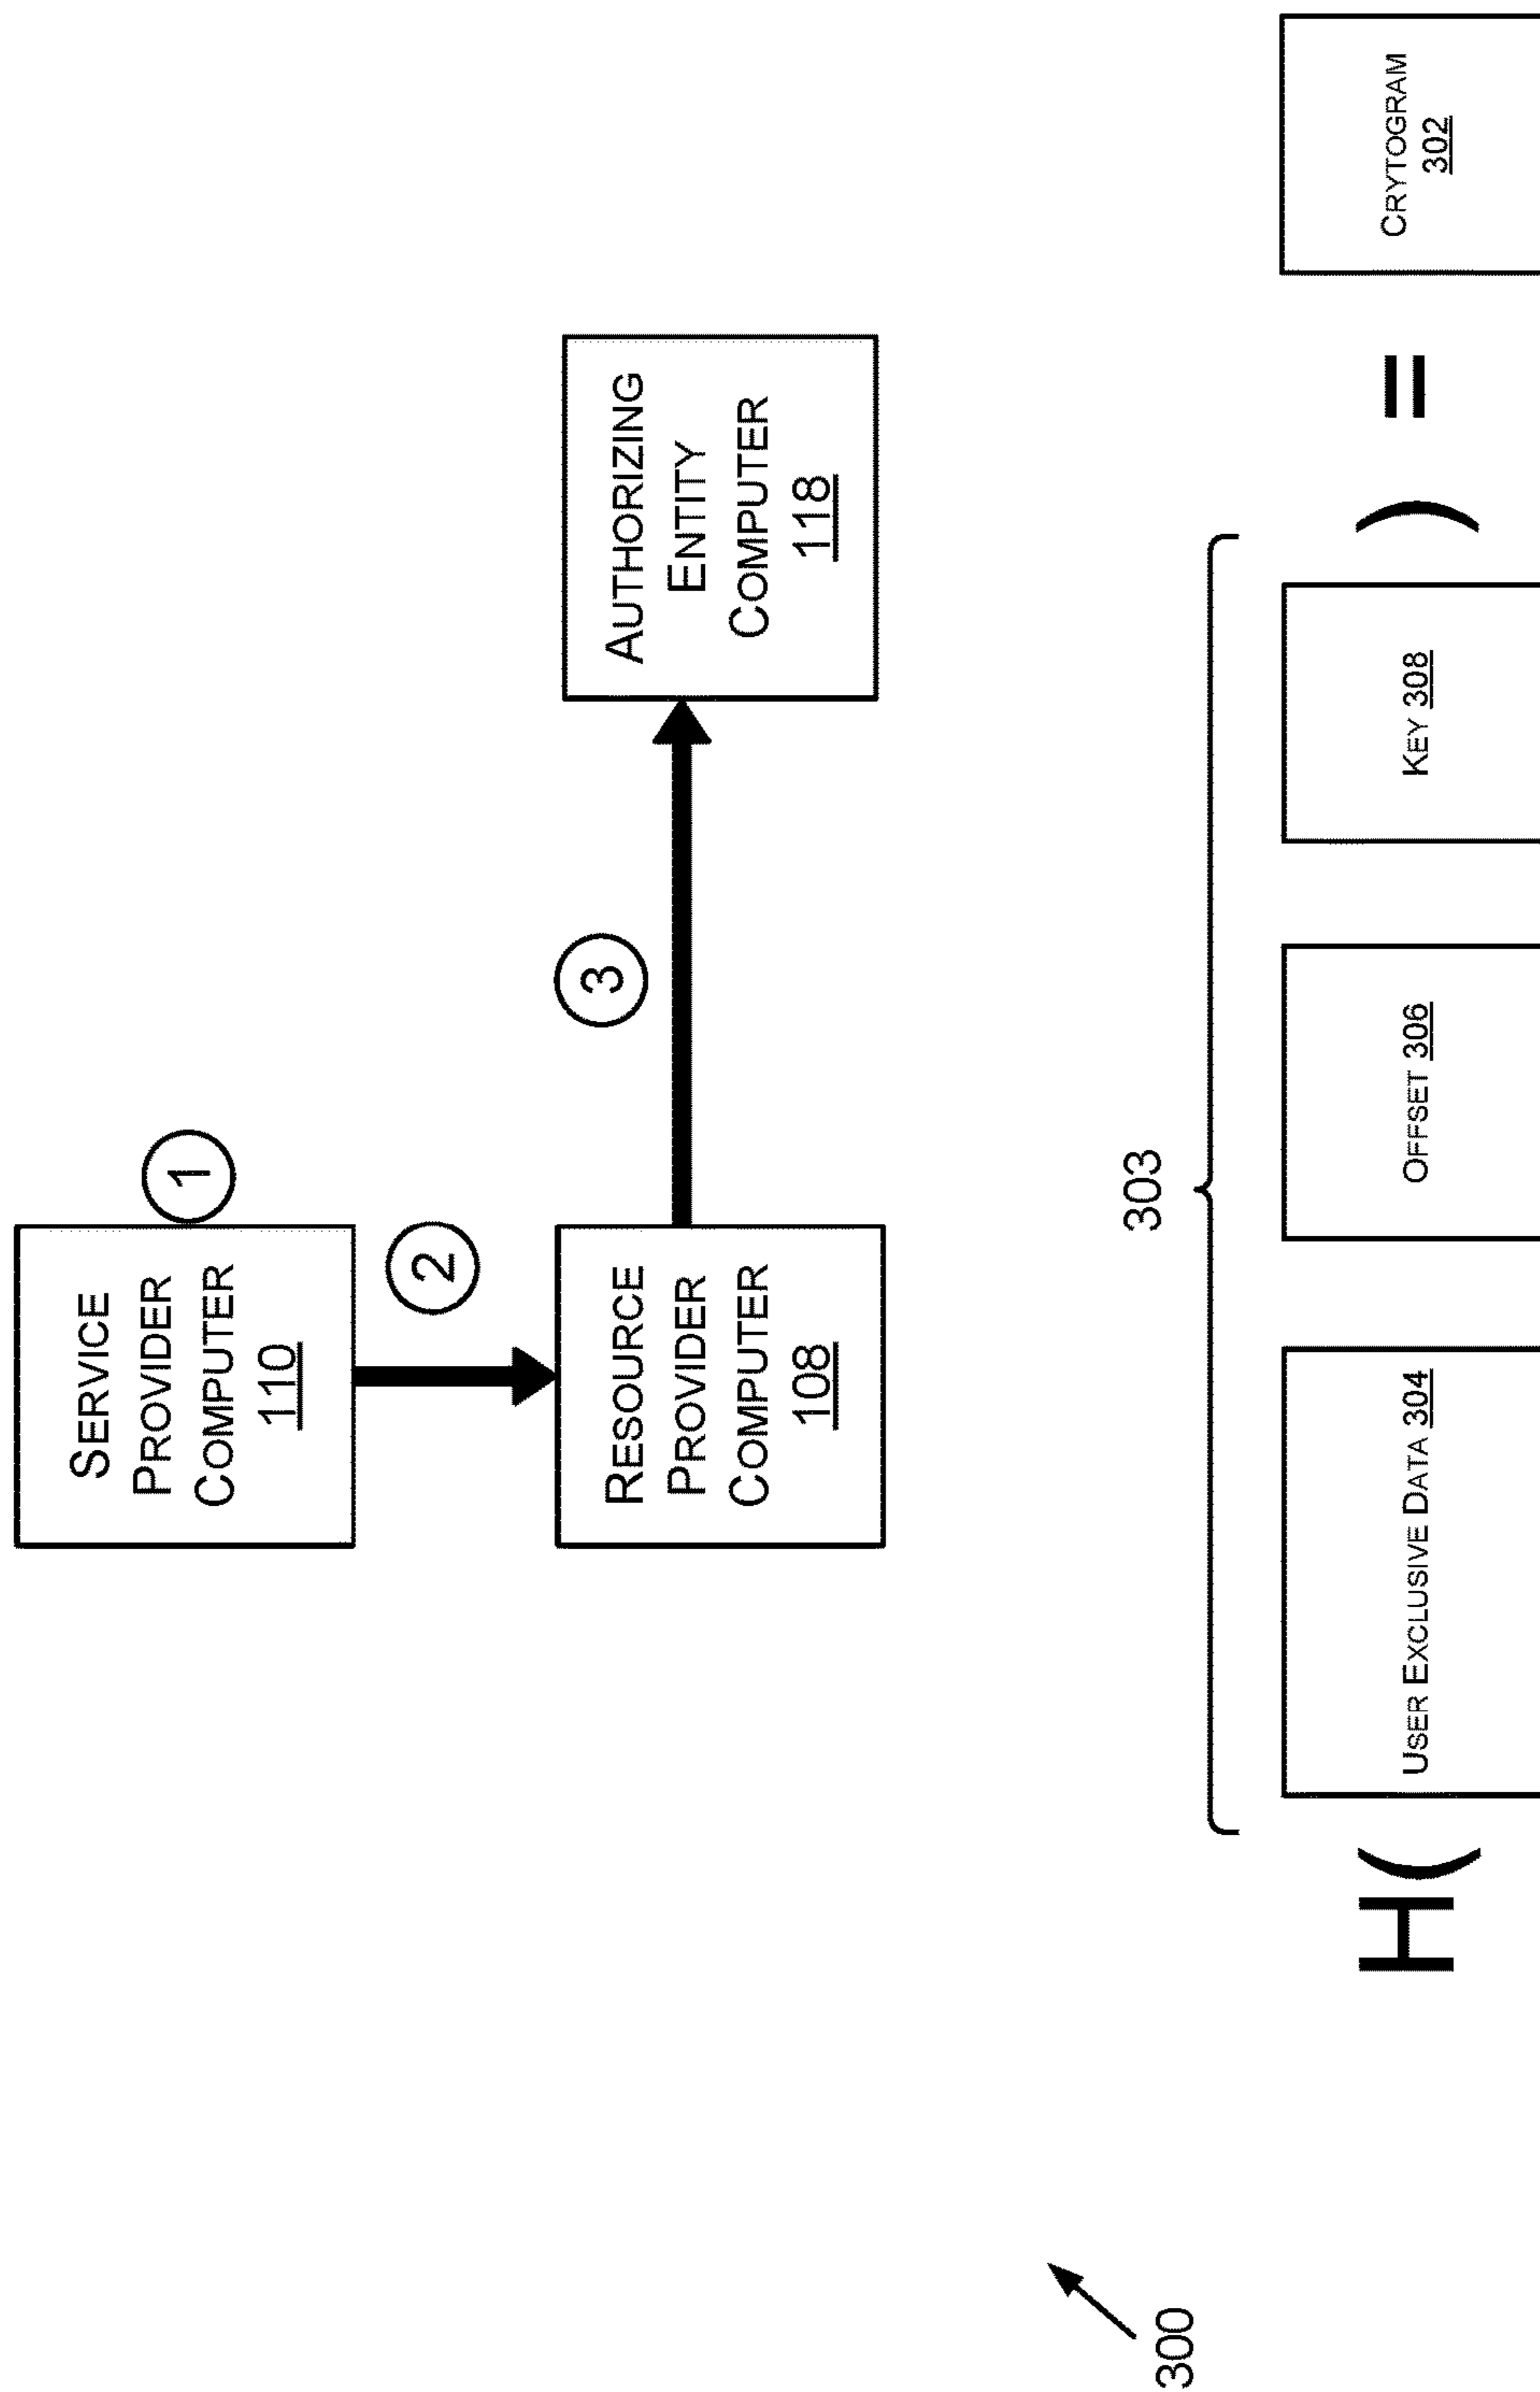 SERVICE
PROVIDER
COMPUTER
110
1
2
RESOURCE
PROVIDER
COMPUTER
108
3
AUTHORIZING
ENTITY
COMPUTER
118
300
303
H( USER EXCLUSIVE DATA 304 OFFSET 306 KEY 308 ) =
CRYTOGRAM
302